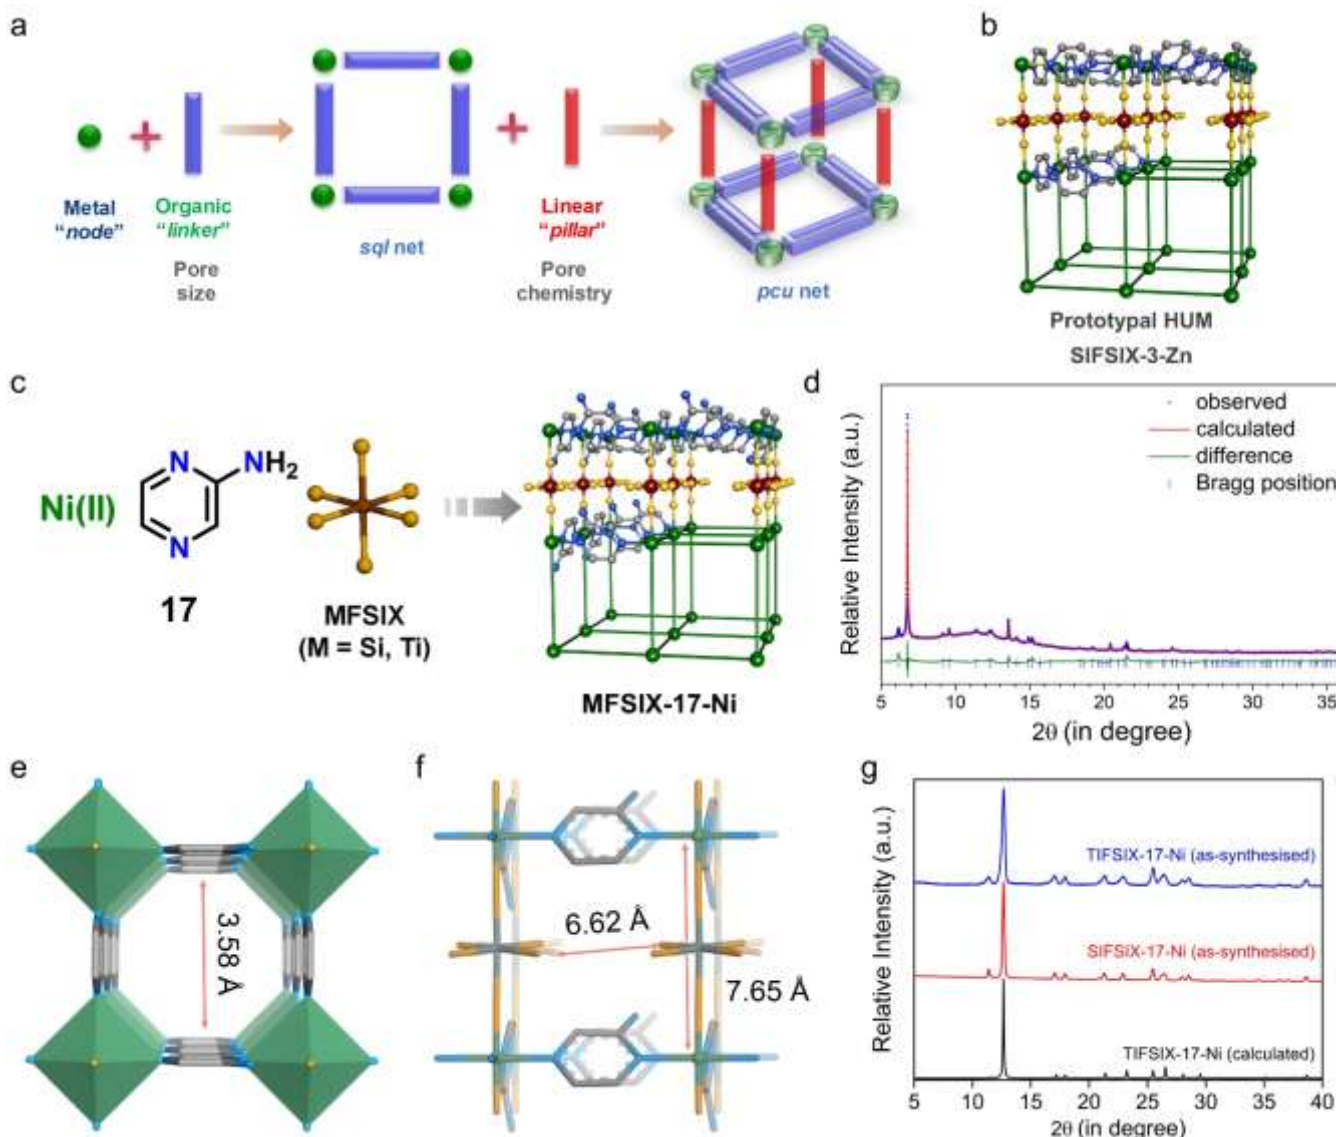 a
Metal
“node”
Organic
“linker”
Pore
size
sql net
Linear
“pillar”
Pore
chemistry
pcu net
b
Prototypal HUM
SIFSIX-3-Zn
c
Ni(II)
N
NH2
N
17
MFSIX
(M = Si, Ti)
MFSIX-17-Ni
d
Relative Intensity (a.u.)
observed
calculated
difference
Bragg position
5 10 15 20 25 30 35
2θ (in degree)
e
3.58 Å
f
6.62 Å
7.65 Å
g
Relative Intensity (a.u.)
TIFSIX-17-Ni (as-synthesised)
SIFSIX-17-Ni (as-synthesised)
TIFSIX-17-Ni (calculated)
5 10 15 20 25 30 35 40
2θ (in degree)